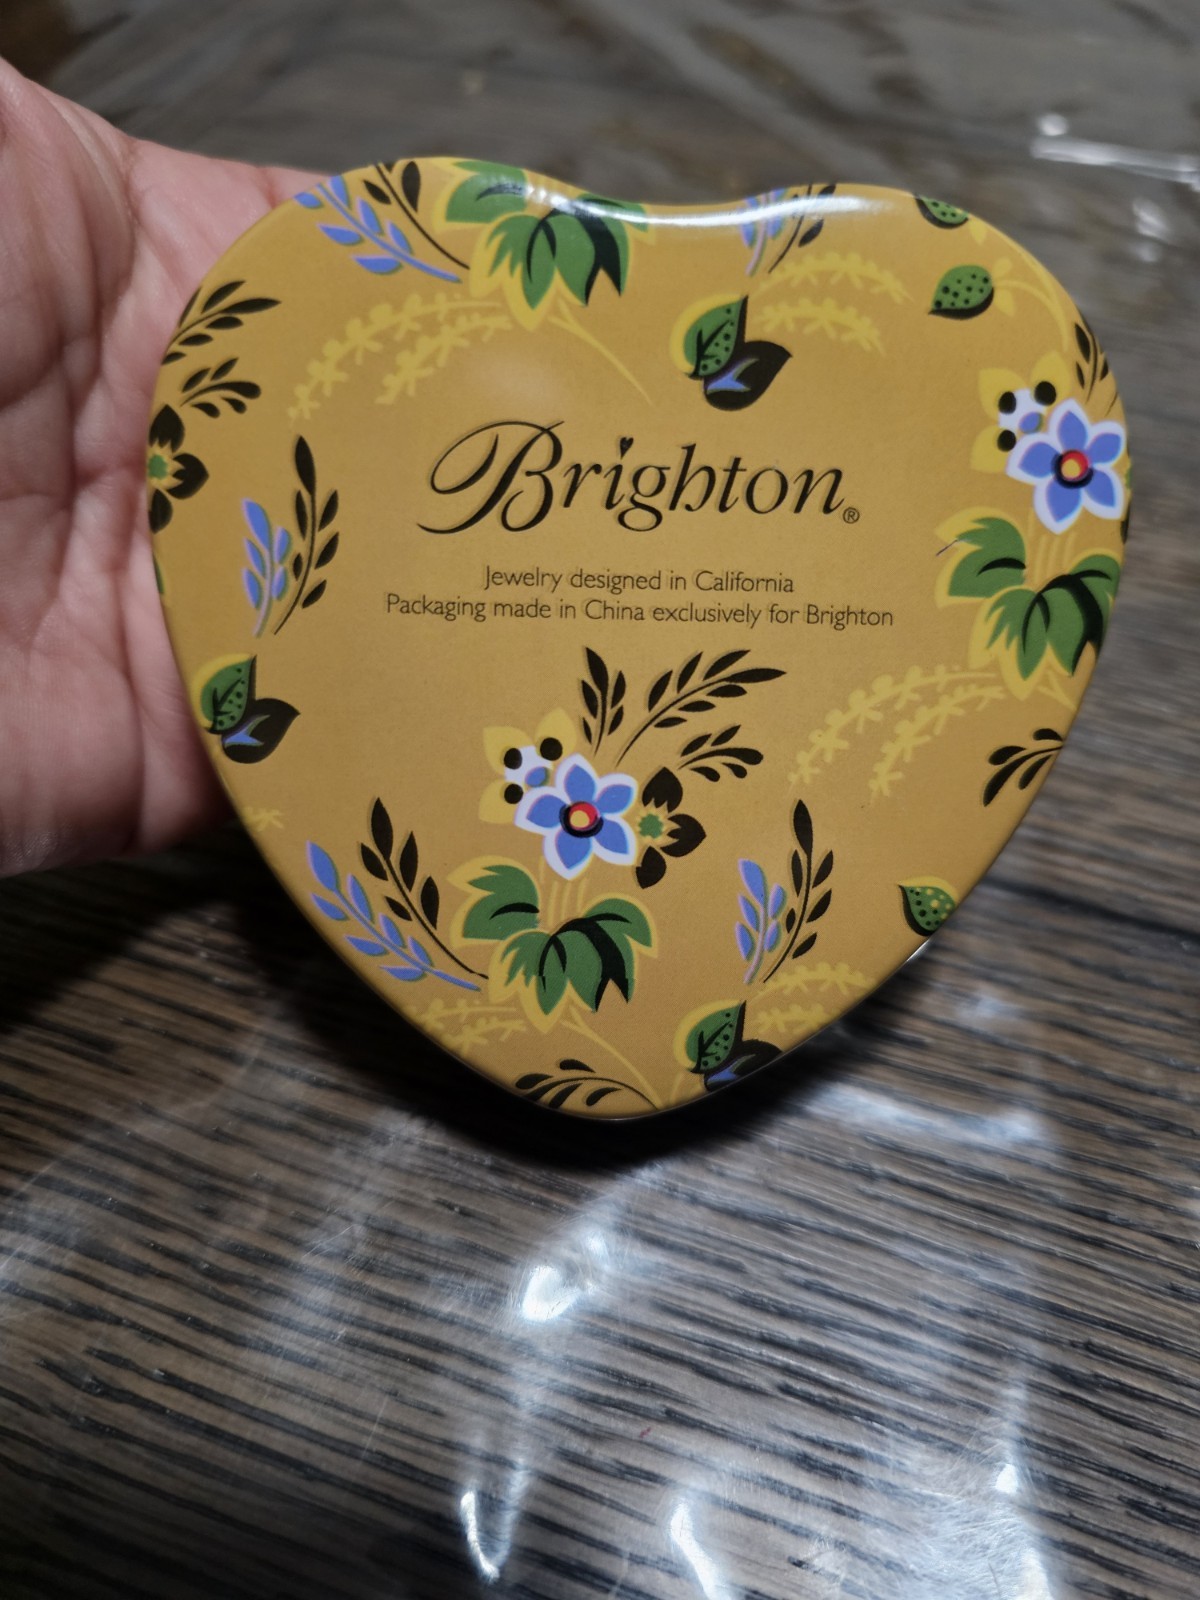 Brighton®
Jewelry designed in California
Packaging made in China exclusively for Brighton